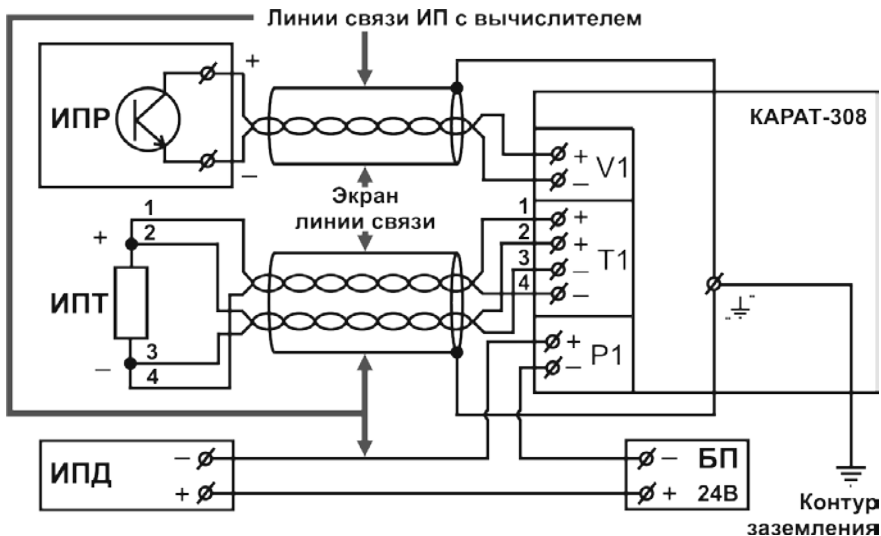 Линии связи ИП с вычислителем
КАРАТ-308
ИПР
+
–
+ V1
–
Экран
линии связи
1
2
3
4
+
–
ИПТ
1 +
2 +
3 – T1
4 –
+ P1
–
ИПД
–
+
– БП
+ 24В
Контур
заземления